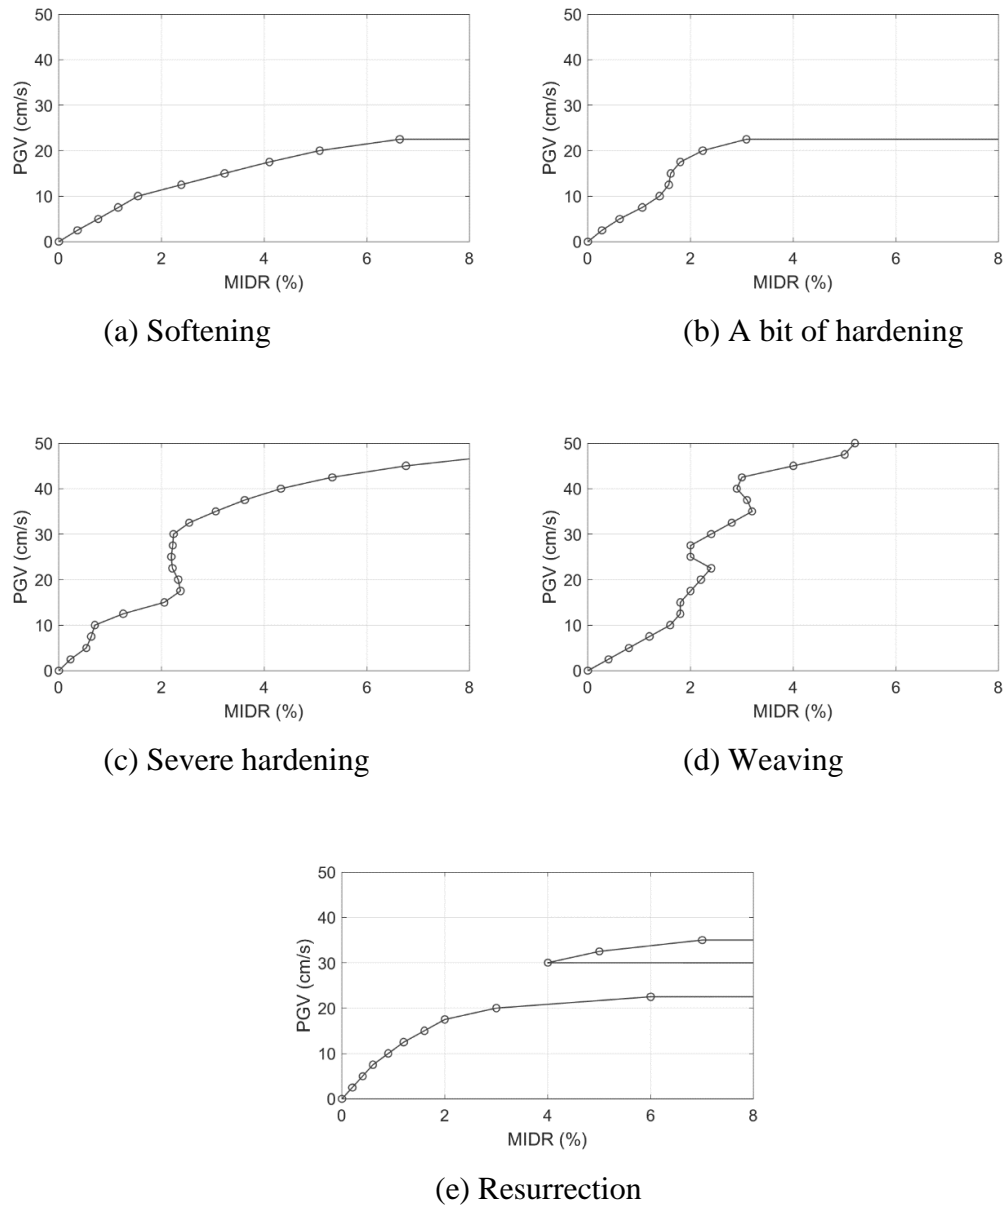 50
40
30
20
10
0
PGV (cm/s)
0 2 4 6 8
MIDR (%)
(a) Softening
50
40
30
20
10
0
PGV (cm/s)
0 2 4 6 8
MIDR (%)
(b) A bit of hardening
50
40
30
20
10
0
PGV (cm/s)
0 2 4 6 8
MIDR (%)
(c) Severe hardening
50
40
30
20
10
0
PGV (cm/s)
0 2 4 6 8
MIDR (%)
(d) Weaving
50
40
30
20
10
0
PGV (cm/s)
0 2 4 6 8
MIDR (%)
(e) Resurrection